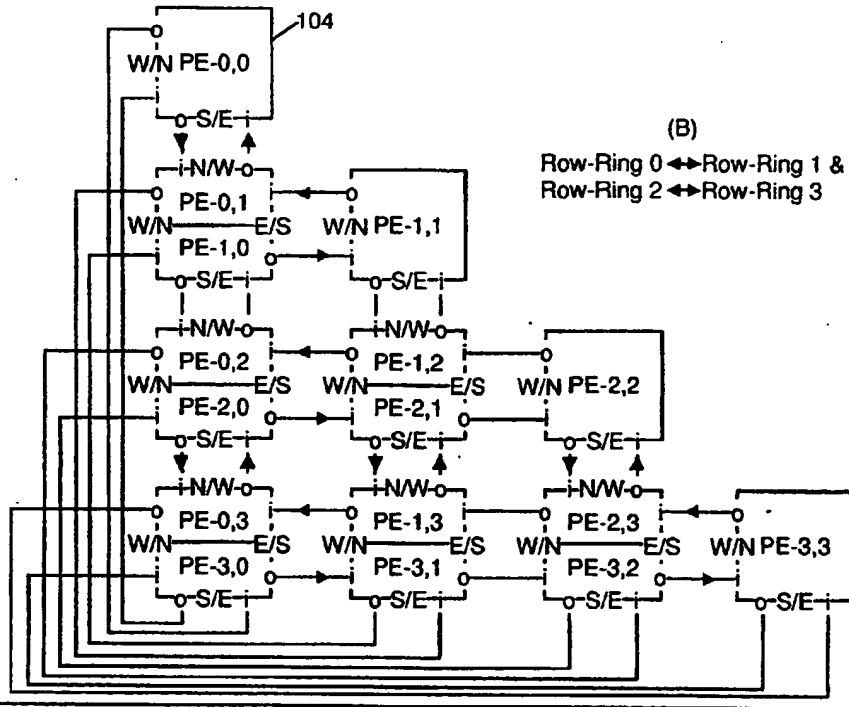 104
W/N PE-0,0
o S/E i
(B)
Row-Ring 0 ◄► Row-Ring 1 &
Row-Ring 2 ◄► Row-Ring 3
i N/W o
PE-0,1
W/N E/S
PE-1,0
o S/E i
W/N PE-1,1
o S/E i
i N/W o
PE-0,2
W/N E/S
PE-2,0
o S/E i
i N/W o
PE-1,2
W/N E/S
PE-2,1
o S/E i
W/N PE-2,2
o S/E i
i N/W o
PE-0,3
W/N E/S
PE-3,0
o S/E i
i N/W o
PE-1,3
W/N E/S
PE-3,1
o S/E i
i N/W o
PE-2,3
W/N E/S
PE-3,2
o S/E i
W/N PE-3,3
o S/E i